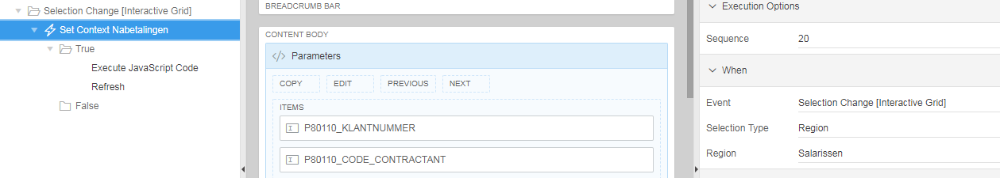 Selection Change [Interactive Grid]
Set Context Nabetalingen
True
Execute JavaScript Code
Refresh
False
BREADCRUMB BAR
CONTENT BODY
Parameters
COPY EDIT PREVIOUS NEXT
ITEMS
P80110_KLANTNUMMER
P80110_CODE_CONTRACTANT
Execution Options
Sequence 20
When
Event Selection Change [Interactive Grid]
Selection Type Region
Region Salarissen